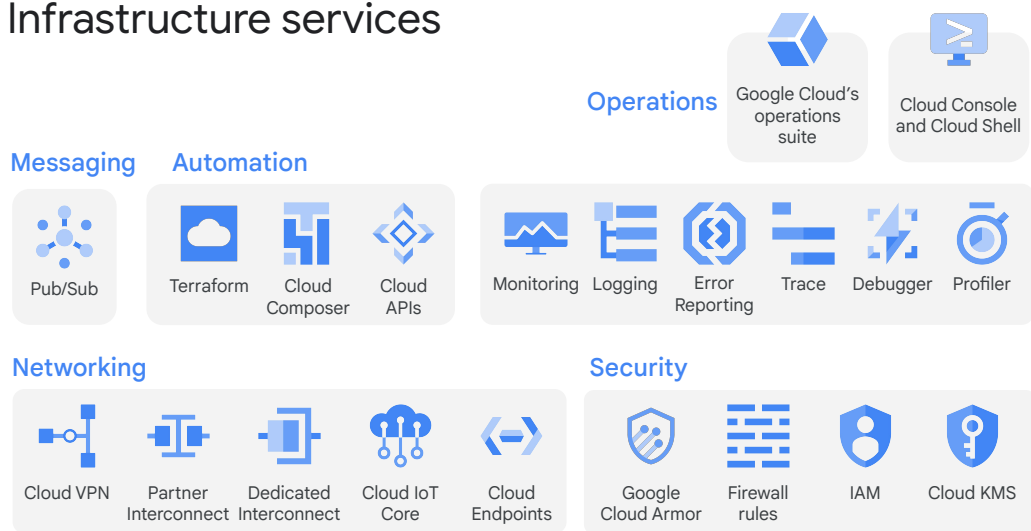 Infrastructure services
Operations
Google Cloud's
operations
suite
Cloud Console
and Cloud Shell
Messaging
Pub/Sub
Automation
Terraform
Cloud
Composer
Cloud
APIs
Monitoring
Logging
Error
Reporting
Trace
Debugger
Profiler
Networking
Cloud VPN
Partner
Interconnect
Dedicated
Interconnect
Cloud IoT
Core
Cloud
Endpoints
Security
Google
Cloud Armor
Firewall
rules
IAM
Cloud KMS